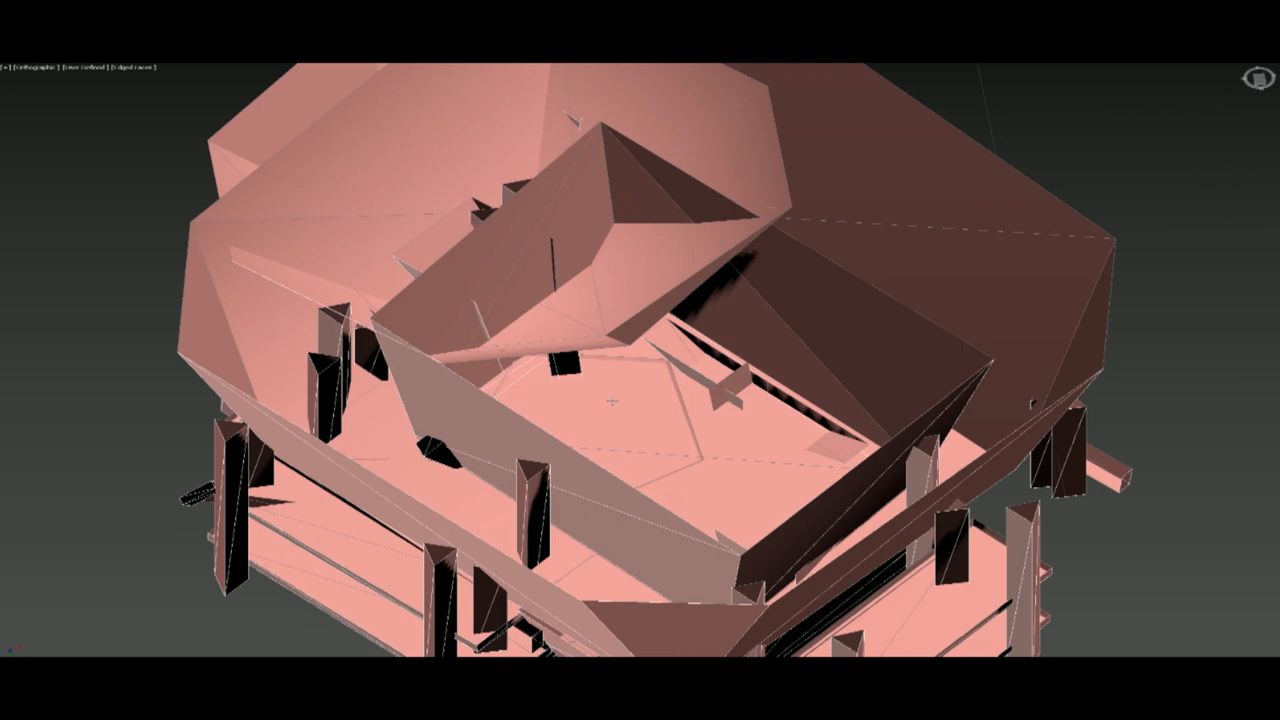 [+] [Orthographic ] [User Defined ] [Edged Faces ]